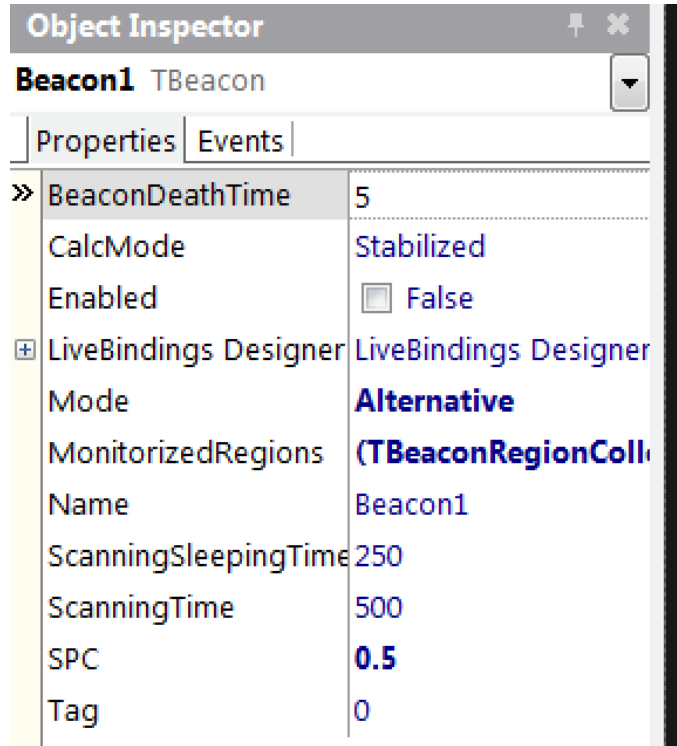 Object Inspector
Beacon1 TBeacon
Properties Events
» BeaconDeathTime 5
CalcMode Stabilized
Enabled False
LiveBindings Designer LiveBindings Designer
Mode Alternative
MonitorizedRegions (TBeaconRegionColl
Name Beacon1
ScanningSleepingTime 250
ScanningTime 500
SPC 0.5
Tag 0